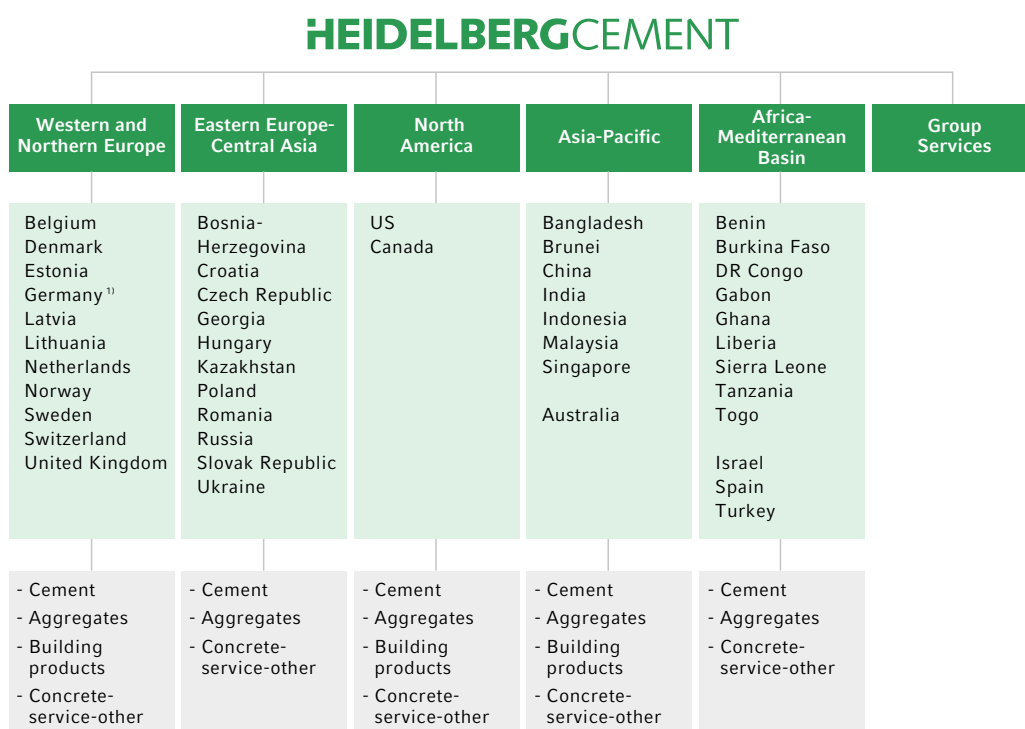 HEIDELBERGCEMENT
Western and
Northern Europe
Eastern Europe-
Central Asia
North
America
Asia-Pacific
Africa-
Mediterranean
Basin
Group
Services
Belgium
Denmark
Estonia
Germany 1)
Latvia
Lithuania
Netherlands
Norway
Sweden
Switzerland
United Kingdom
Bosnia-
Herzegovina
Croatia
Czech Republic
Georgia
Hungary
Kazakhstan
Poland
Romania
Russia
Slovak Republic
Ukraine
US
Canada
Bangladesh
Brunei
China
India
Indonesia
Malaysia
Singapore
Australia
Benin
Burkina Faso
DR Congo
Gabon
Ghana
Liberia
Sierra Leone
Tanzania
Togo
Israel
Spain
Turkey
- Cement
- Aggregates
- Building
products
- Concrete-
service-other
- Cement
- Aggregates
- Concrete-
service-other
- Cement
- Aggregates
- Building
products
- Concrete-
service-other
- Cement
- Aggregates
- Building
products
- Concrete-
service-other
- Cement
- Aggregates
- Concrete-
service-other